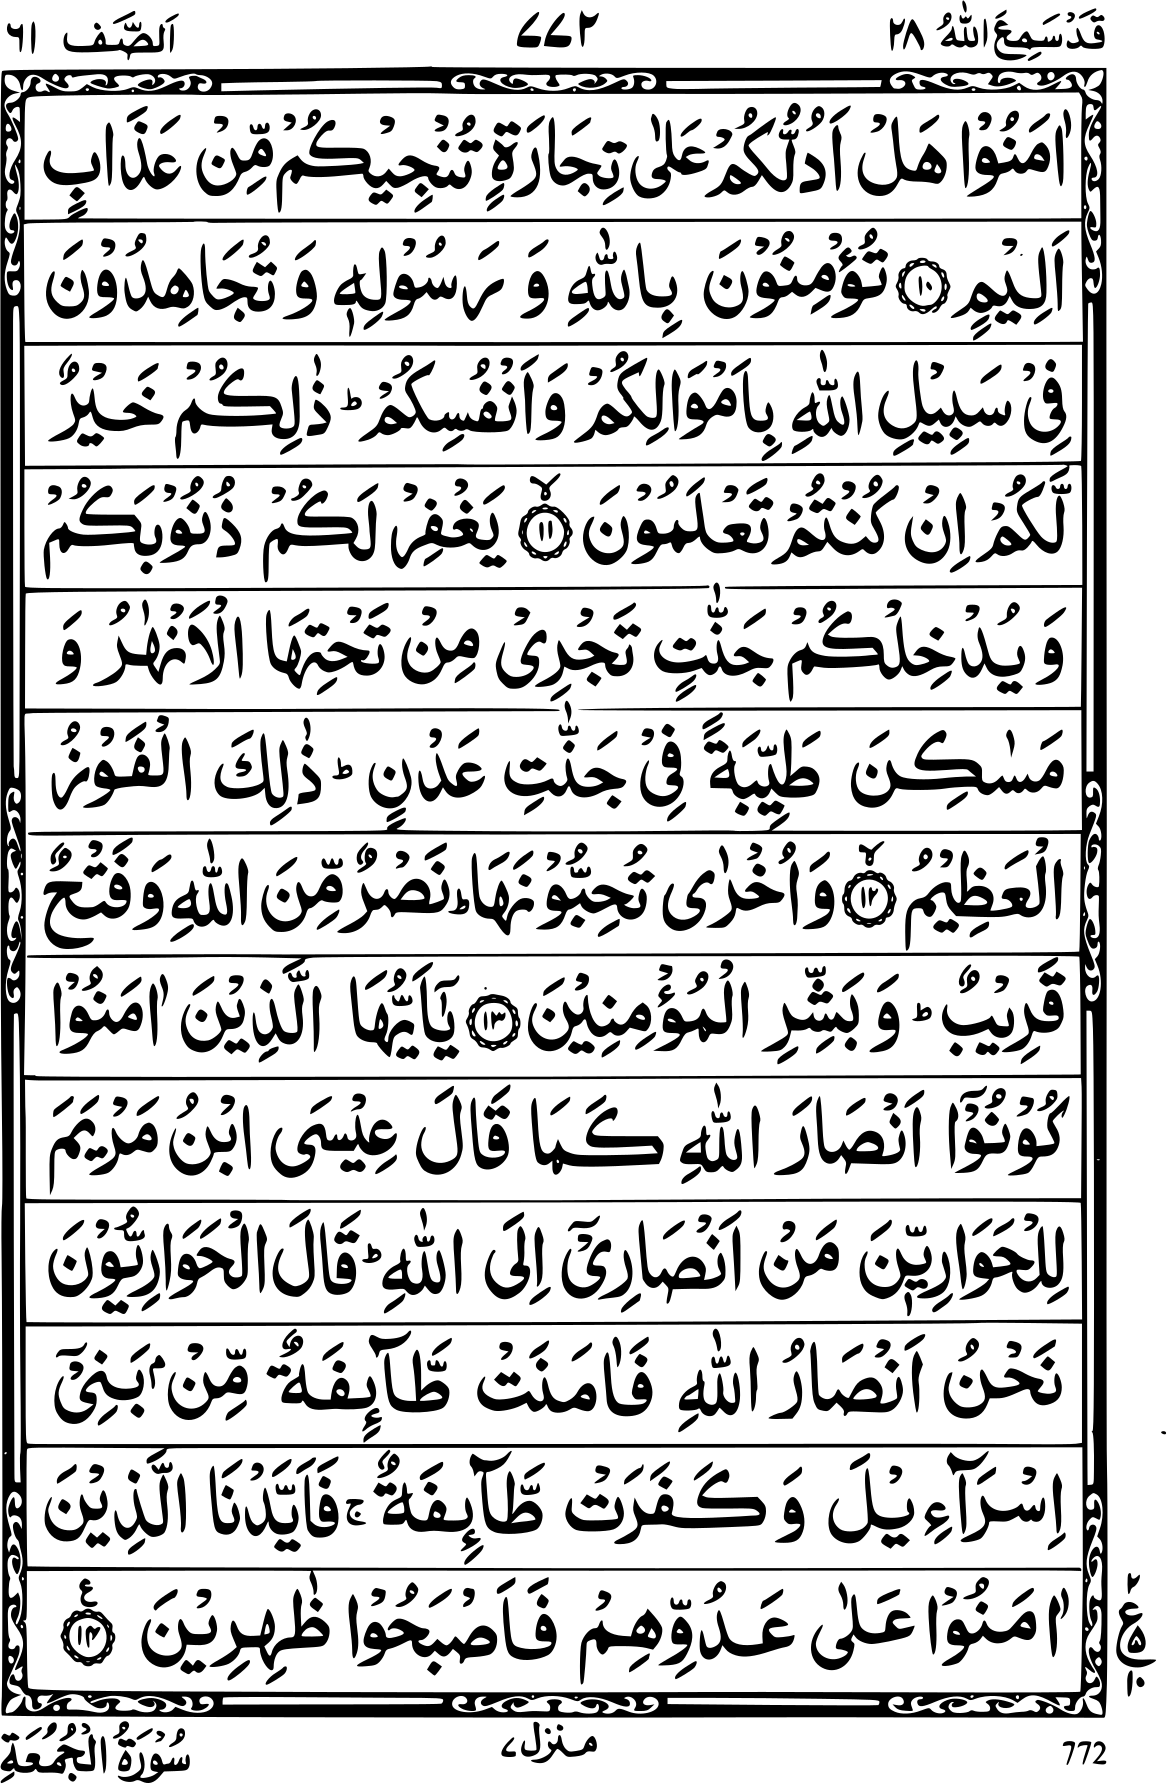 قَدْ سَمِعَ اللّٰهُ ٢٨ ٧٧٢ اَلصَّف ٦١
اٰمَنُوْا هَلْ اَدُلُّكُمْ عَلٰى تِجَارَةٍ تُنْجِيْكُمْ مِّنْ عَذَابٍ
اَلِيْمٍ ۝١٠ تُؤْمِنُوْنَ بِاللّٰهِ وَ رَسُوْلِهٖ وَ تُجَاهِدُوْنَ
فِيْ سَبِيْلِ اللّٰهِ بِاَمْوَالِكُمْ وَاَنْفُسِكُمْ ؕ ذٰلِكُمْ خَيْرٌ
لَّكُمْ اِنْ كُنْتُمْ تَعْلَمُوْنَ ۝١١ۙ يَغْفِرْ لَكُمْ ذُنُوْبَكُمْ
وَ يُدْخِلْكُمْ جَنّٰتٍ تَجْرِيْ مِنْ تَحْتِهَا الْاَنْهٰرُ وَ
مَسٰكِنَ طَيِّبَةً فِيْ جَنّٰتِ عَدْنٍ ؕ ذٰلِكَ الْفَوْزُ
الْعَظِيْمُ ۝١٢ۙ وَاُخْرٰى تُحِبُّوْنَهَا ؕ نَصْرٌ مِّنَ اللّٰهِ وَفَتْحٌ
قَرِيْبٌ ؕ وَ بَشِّرِ الْمُؤْمِنِيْنَ ۝١٣ يٰۤاَيُّهَا الَّذِيْنَ اٰمَنُوْا
كُوْنُوْۤا اَنْصَارَ اللّٰهِ كَمَا قَالَ عِيْسَى ابْنُ مَرْيَمَ
لِلْحَوَارِيّٖنَ مَنْ اَنْصَارِيْۤ اِلَى اللّٰهِ ؕ قَالَ الْحَوَارِيُّوْنَ
نَحْنُ اَنْصَارُ اللّٰهِ فَاٰمَنَتْ طَّآئِفَةٌ مِّنْۢ بَنِيْۤ
اِسْرَآءِيْلَ وَ كَفَرَتْ طَّآئِفَةٌ ۚ فَاَيَّدْنَا الَّذِيْنَ
اٰمَنُوْا عَلٰى عَدُوِّهِمْ فَاَصْبَحُوْا ظٰهِرِيْنَ ۝١٤ ع
٢
ع
٥
١٠
772 منزل ٧ سُوْرَةُ الْجُمُعَةِ